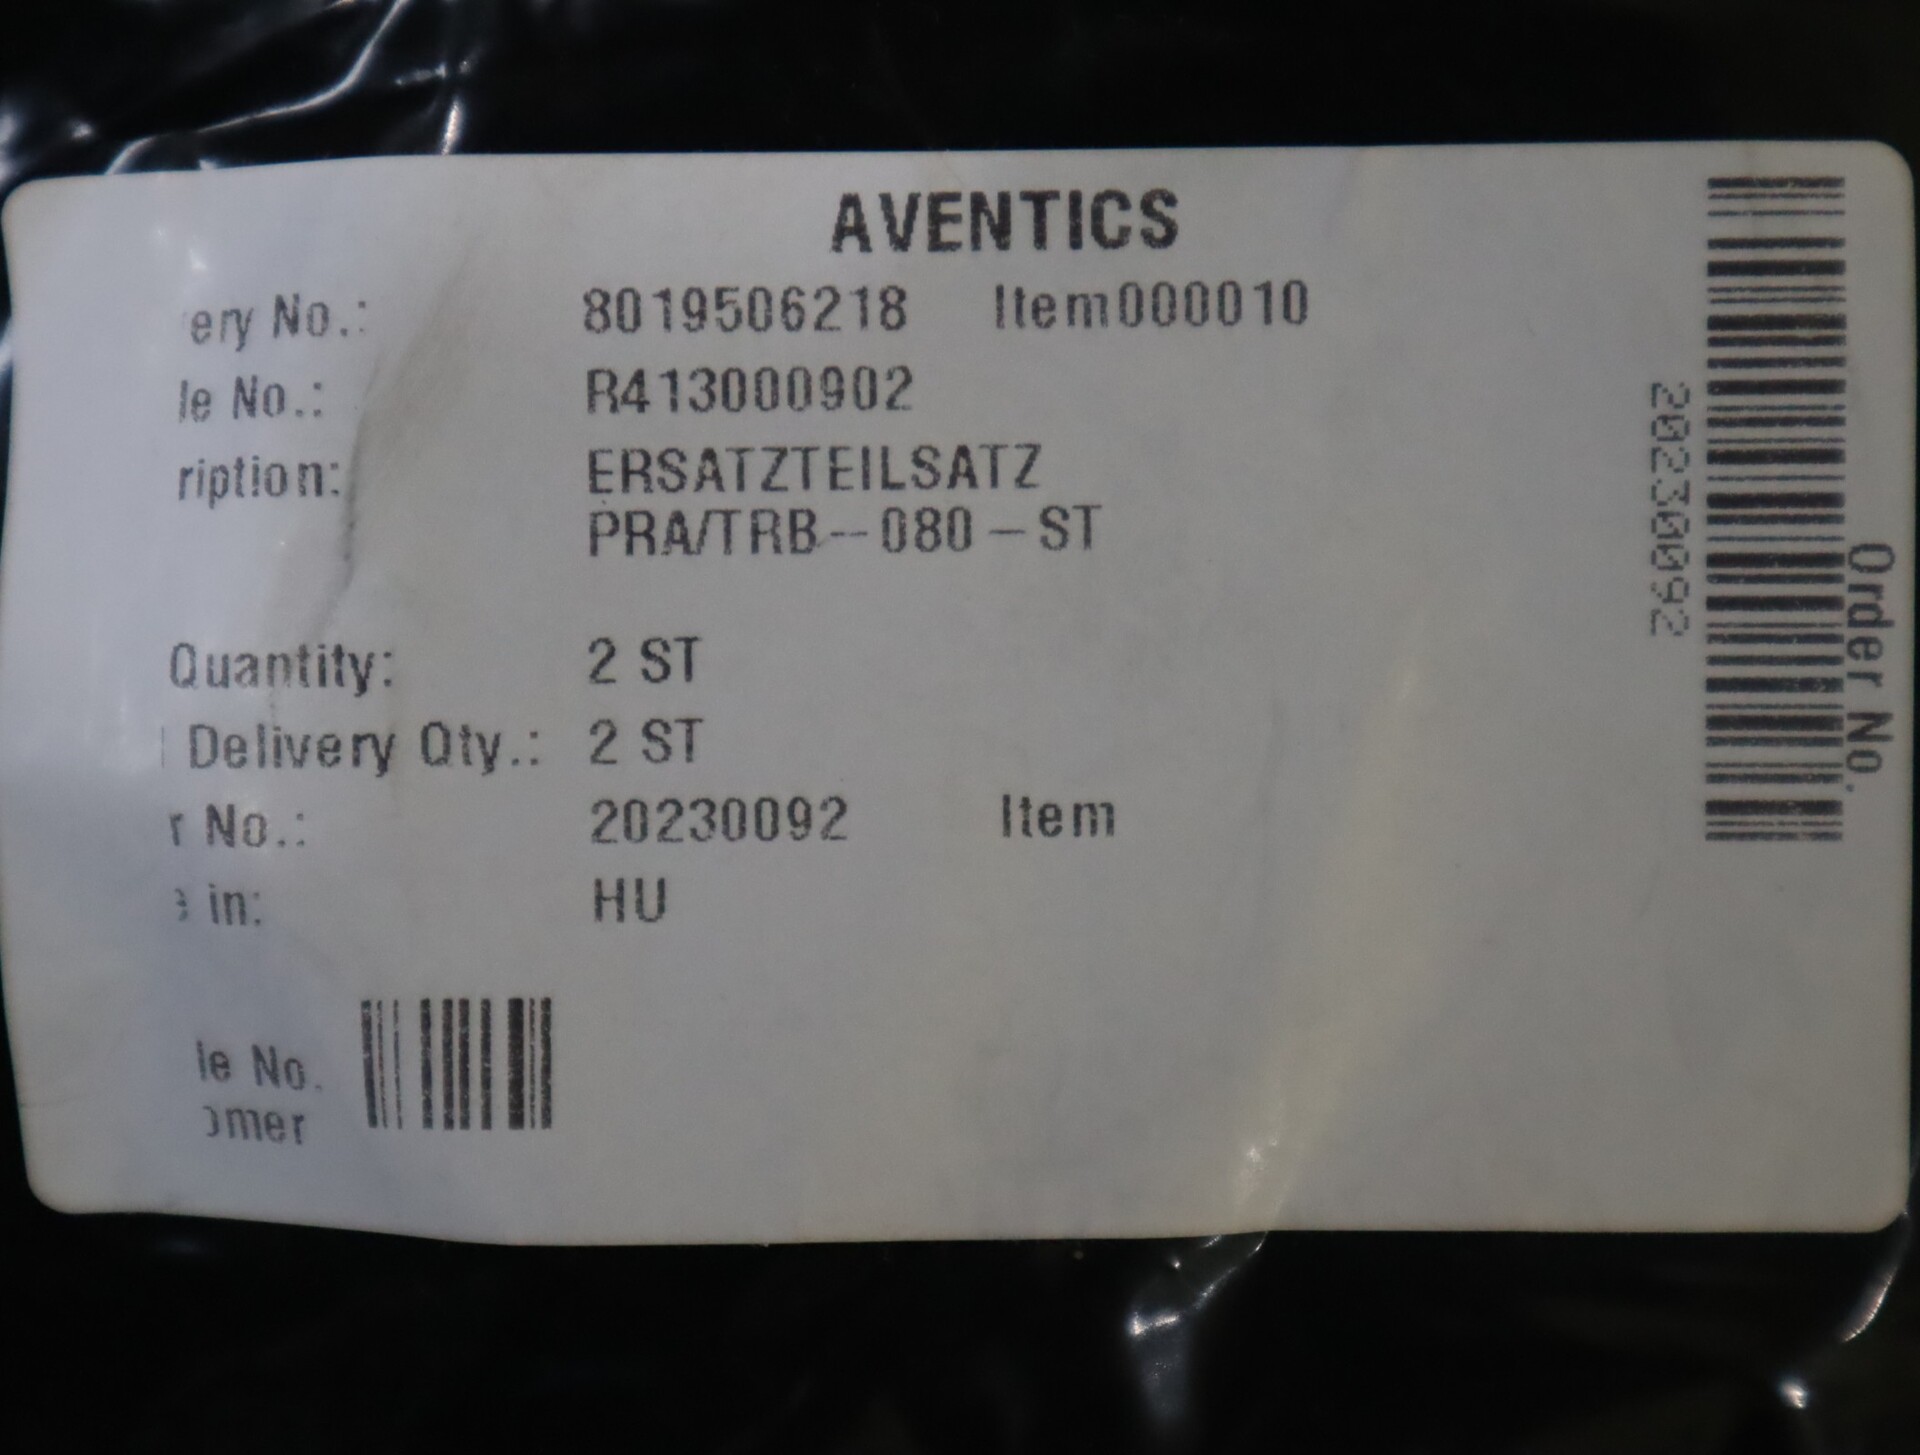 AVENTICS
ery No.: 8019506218 Item000010
le No.: R413000902
ription: ERSATZTEILSATZ
PRA/TRB--080-ST
Quantity: 2 ST
Delivery Qty.: 2 ST
r No.: 20230092 Item
in: HU
le No.
omer
20230092
Order No.